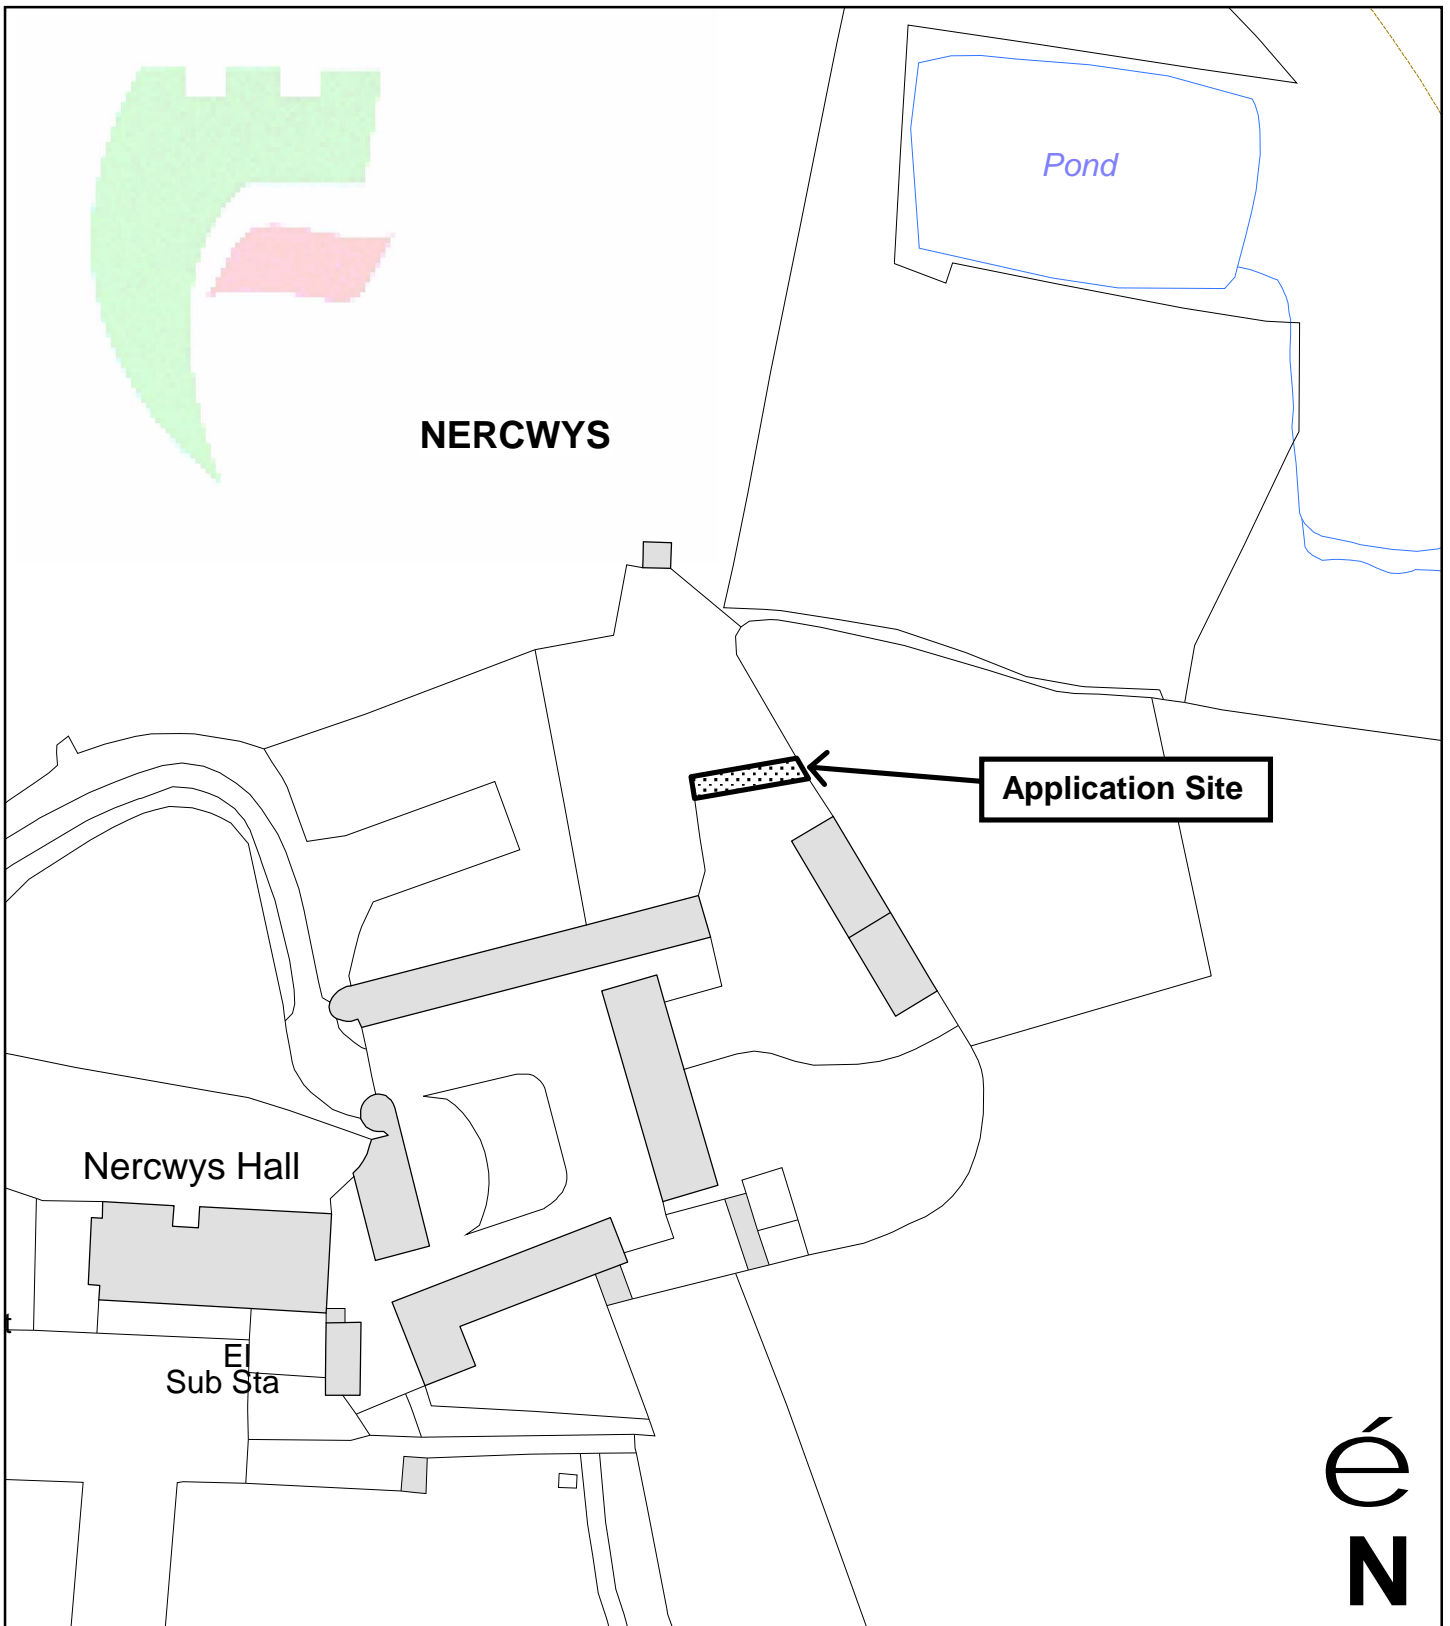 Pond
NERCWYS
Application Site
Nercwys Hall
t
El
Sub Sta
é
N